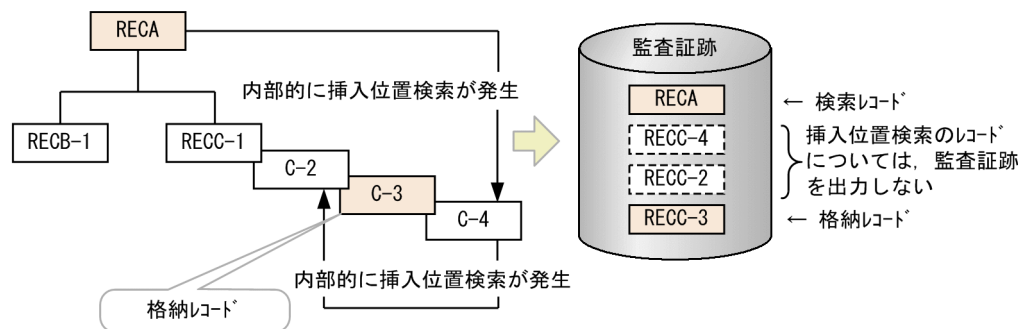 RECA
内部的に挿入位置検索が発生
RECB-1
RECC-1
C-2
C-3
C-4
内部的に挿入位置検索が発生
格納ﾚｺｰﾄﾞ
監査証跡
RECA
← 検索ﾚｺｰﾄﾞ
RECC-4
RECC-2
挿入位置検索のﾚｺｰﾄﾞ
については，監査証跡
を出力しない
RECC-3
← 格納ﾚｺｰﾄﾞ